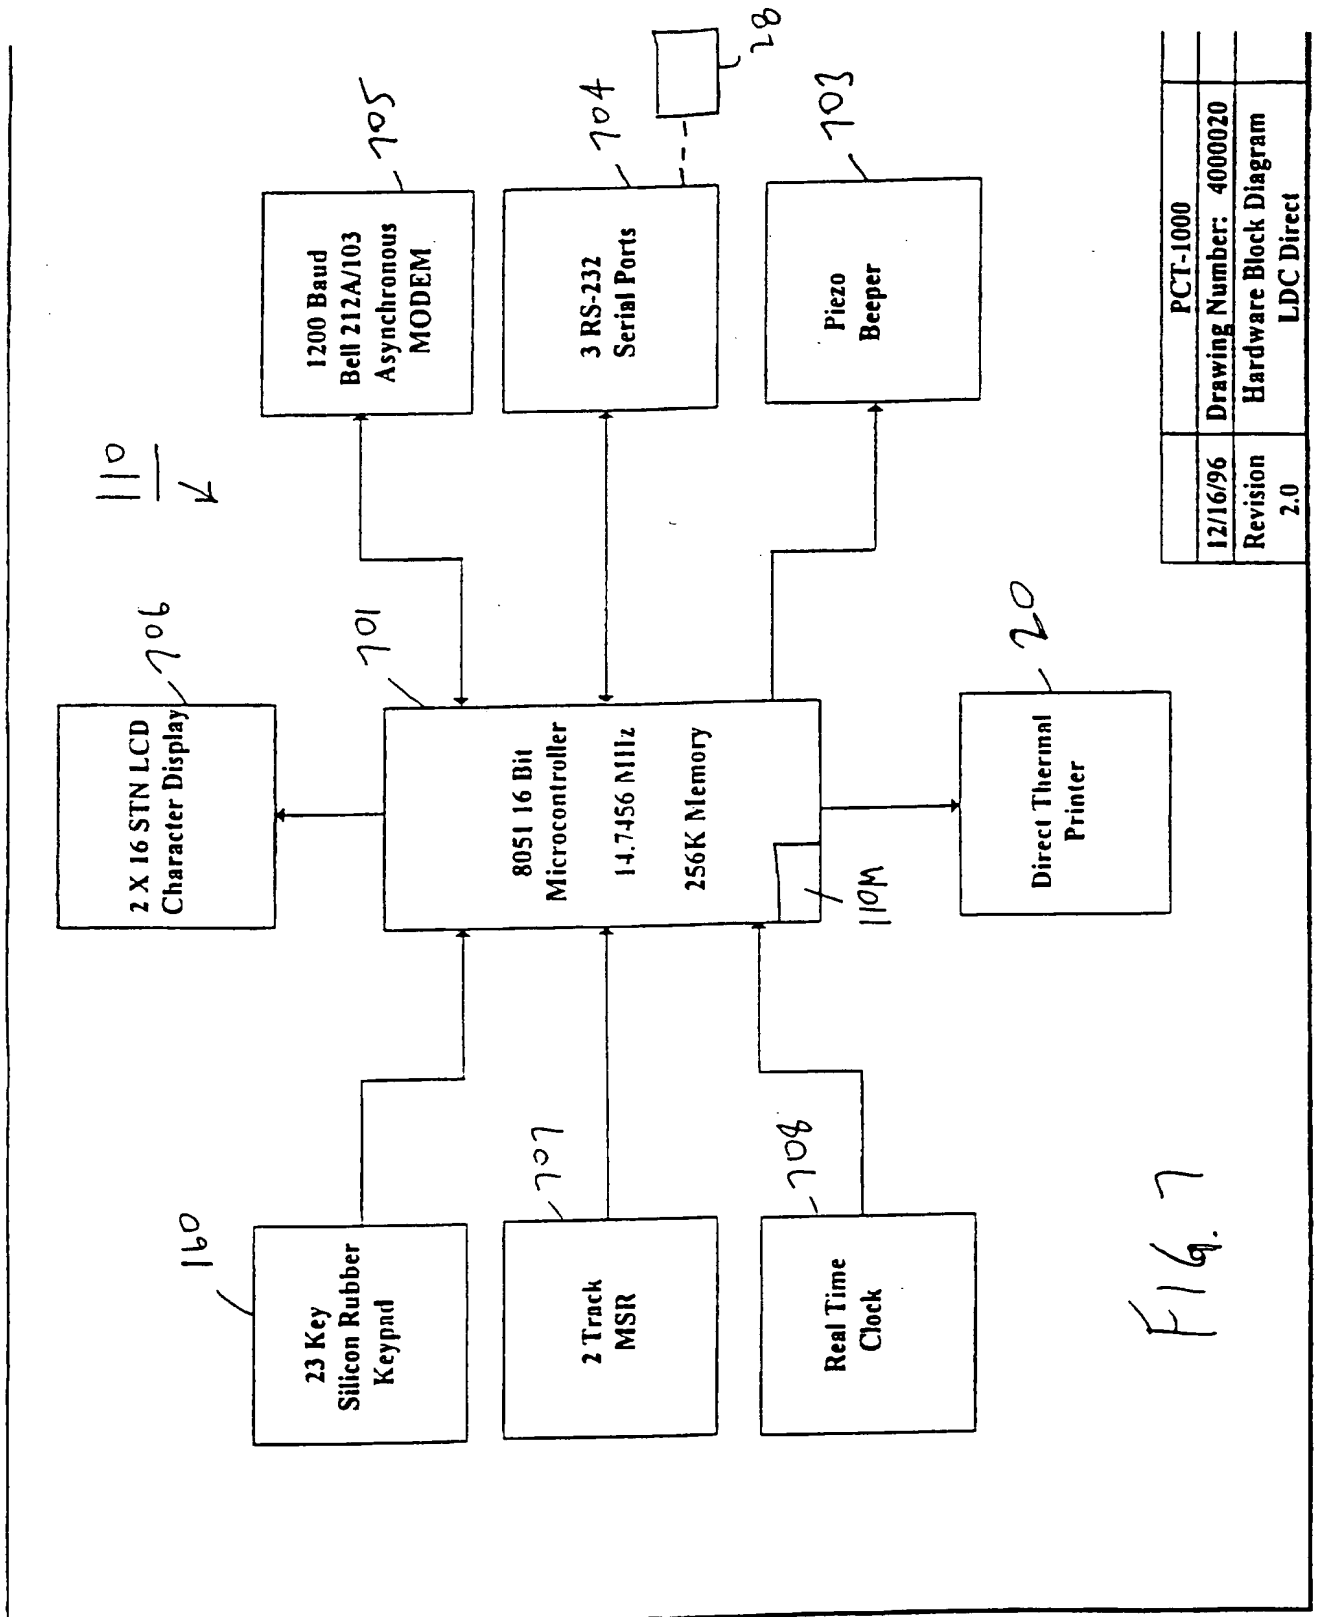 110
160
23 Key
Silicon Rubber
Keypad
707
2 Track
MSR
708
Real Time
Clock
706
2 X 16 STN LCD
Character Display
701
8051 16 Bit
Microcontroller
14.7456 MHz
256K Memory
110M
20
Direct Thermal
Printer
705
1200 Baud
Bell 212A/103
Asynchronous
MODEM
704
3 RS-232
Serial Ports
28
703
Piezo
Beeper
FIG. 7
PCT-1000
12/16/96 Drawing Number: 4000020
Revision Hardware Block Diagram
2.0 LDC Direct